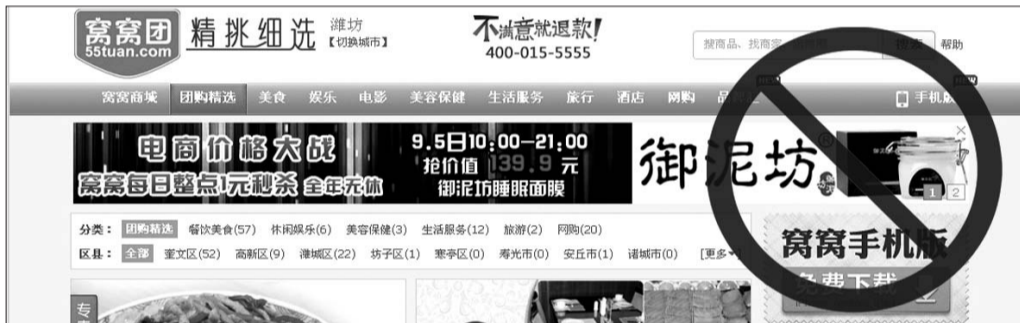 窝窝团
55tuan.com
精挑细选
潍坊
【切换城市】
不满意就退款!
400-015-5555
搜商品、找商家
搜索
帮助
窝窝商城 团购精选 美食 娱乐 电影 美容保健 生活服务 旅行 酒店 网购
手机版
电商价格大战
窝窝每日整点1元秒杀 全年无休
9.5日10:00—21:00
抢价值139.9元
御泥坊睡眠面膜
御泥坊
1 2
分类: 团购精选 餐饮美食(57) 休闲娱乐(6) 美容保健(3) 生活服务(12) 旅游(2) 网购(20)
区县: 全部 奎文区(52) 高新区(9) 潍城区(22) 坊子区(1) 寒亭区(0) 寿光市(0) 安丘市(1) 诸城市(0) [更多
窝窝手机版
免费下载
专